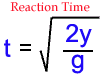 Reaction Time
t = √(2y/g)